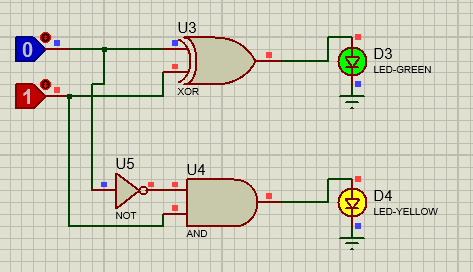 U3
0
D3
LED-GREEN
1
XOR
U5
U4
D4
LED-YELLOW
NOT
AND